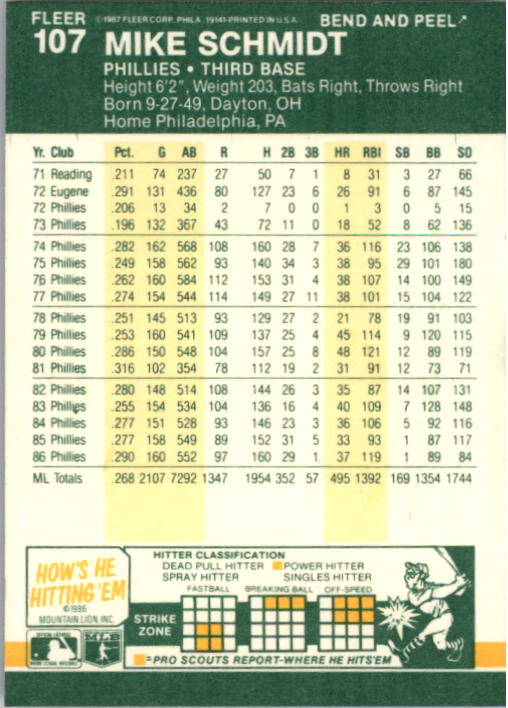 FLEER ©1987 FLEER CORP., PHILA. 19141-PRINTED IN U.S.A. BEND AND PEEL↗
107 MIKE SCHMIDT
PHILLIES • THIRD BASE
Height 6'2", Weight 203, Bats Right, Throws Right
Born 9-27-49, Dayton, OH
Home Philadelphia, PA
Yr. Club Pct. G AB R H 2B 3B HR RBI SB BB SO
71 Reading .211 74 237 27 50 7 1 8 31 3 27 66
72 Eugene .291 131 436 80 127 23 6 26 91 6 87 145
72 Phillies .206 13 34 2 7 0 0 1 3 0 5 15
73 Phillies .196 132 367 43 72 11 0 18 52 8 62 136
74 Phillies .282 162 568 108 160 28 7 36 116 23 106 138
75 Phillies .249 158 562 93 140 34 3 38 95 29 101 180
76 Phillies .262 160 584 112 153 31 4 38 107 14 100 149
77 Phillies .274 154 544 114 149 27 11 38 101 15 104 122
78 Phillies .251 145 513 93 129 27 2 21 78 19 91 103
79 Phillies .253 160 541 109 137 25 4 45 114 9 120 115
80 Phillies .286 150 548 104 157 25 8 48 121 12 89 119
81 Phillies .316 102 354 78 112 19 2 31 91 12 73 71
82 Phillies .280 148 514 108 144 26 3 35 87 14 107 131
83 Phillies .255 154 534 104 136 16 4 40 109 7 128 148
84 Phillies .277 151 528 93 146 23 3 36 106 5 92 116
85 Phillies .277 158 549 89 152 31 5 33 93 1 87 117
86 Phillies .290 160 552 97 160 29 1 37 119 1 89 84
ML Totals .268 2107 7292 1347 1954 352 57 495 1392 169 1354 1744
HOW'S HE
HITTING 'EM
©1986
MOUNTAIN LION, INC.
HITTER CLASSIFICATION
DEAD PULL HITTER POWER HITTER
SPRAY HITTER SINGLES HITTER
FASTBALL BREAKING BALL OFF-SPEED
STRIKE
ZONE
MLB
=PRO SCOUTS REPORT-WHERE HE HITS 'EM